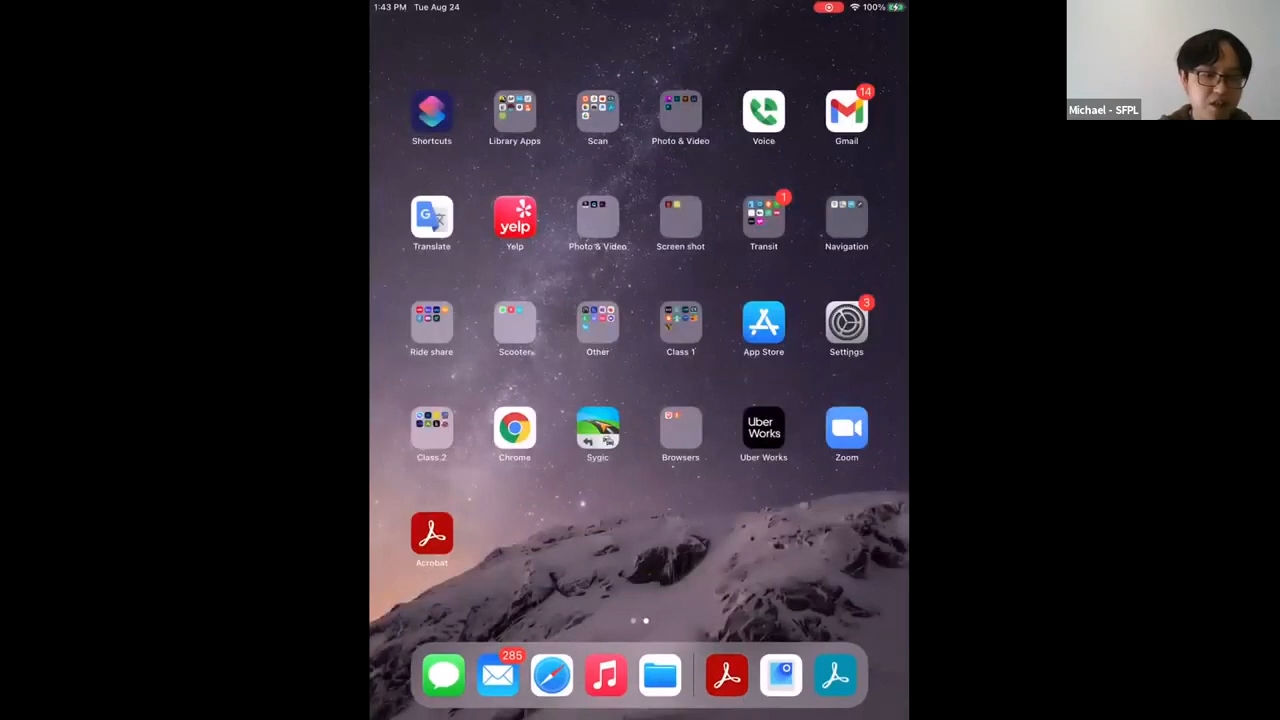 1:43 PM Tue Aug 24
100%
Michael - SFPL
14
Shortcuts
Library Apps
Scan
Photo & Video
Voice
Gmail
1
G
yelp
Translate
Yelp
Photo & Video
Screen shot
Transit
Navigation
3
Ride share
Scooter
Other
Class 1
App Store
Settings
Uber
Works
Class 2
Chrome
Sygic
Browsers
Uber Works
Zoom
Acrobat
285